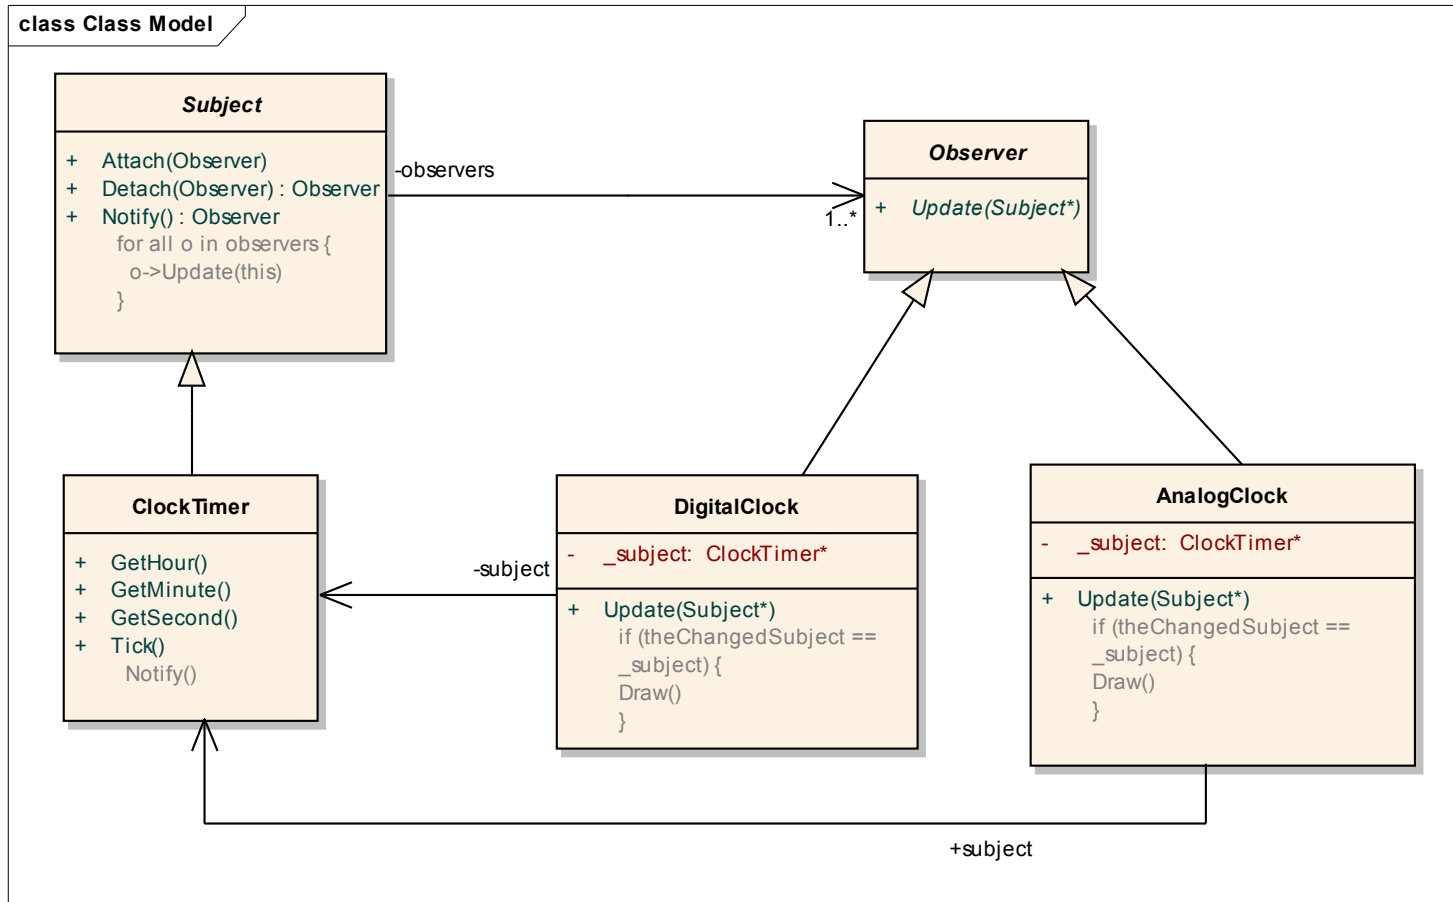 class Class Model
Subject
+ Attach(Observer)
+ Detach(Observer) : Observer
+ Notify() : Observer
for all o in observers {
o->Update(this)
}
-observers
1..*
Observer
+ Update(Subject*)
ClockTimer
+ GetHour()
+ GetMinute()
+ GetSecond()
+ Tick()
Notify()
-subject
DigitalClock
- _subject: ClockTimer*
+ Update(Subject*)
if (theChangedSubject ==
_subject) {
Draw()
}
AnalogClock
- _subject: ClockTimer*
+ Update(Subject*)
if (theChangedSubject ==
_subject) {
Draw()
}
+subject